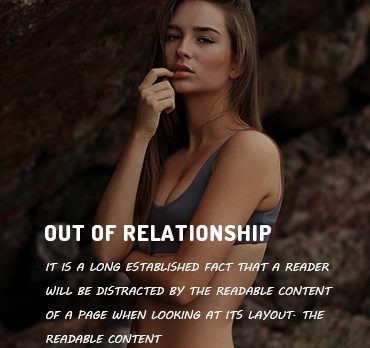 OUT OF RELATIONSHIP
IT IS A LONG ESTABLISHED FACT THAT A READER
WILL BE DISTRACTED BY THE READABLE CONTENT
OF A PAGE WHEN LOOKING AT ITS LAYOUT. THE
READABLE CONTENT